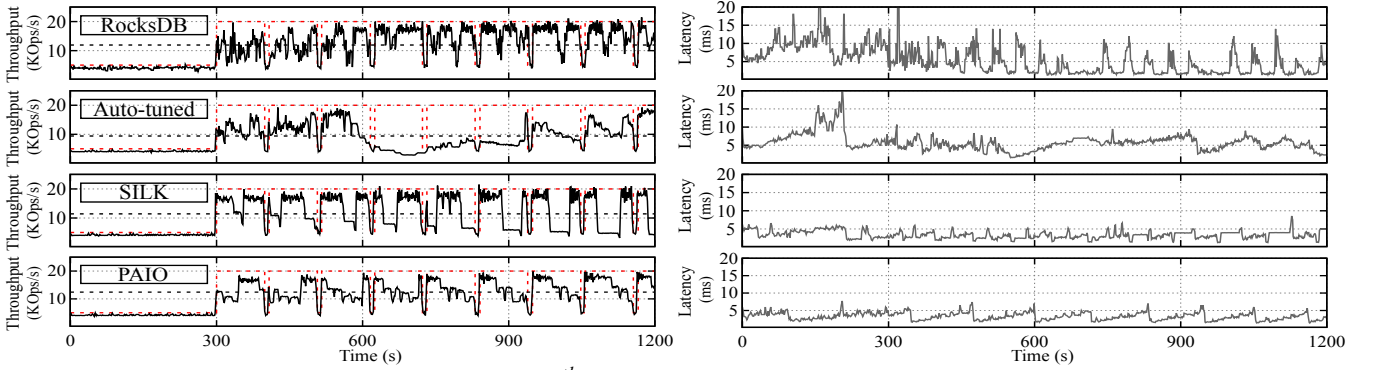 Throughput
(KOps/s)
20
10
RocksDB
Latency
(ms)
20
15
10
5
Throughput
(KOps/s)
20
10
Auto-tuned
Latency
(ms)
20
15
10
5
Throughput
(KOps/s)
20
10
SILK
Latency
(ms)
20
15
10
5
Throughput
(KOps/s)
20
10
PAIO
Latency
(ms)
20
15
10
5
0 300 600 900 1200
Time (s)
0 300 600 900 1200
Time (s)
th